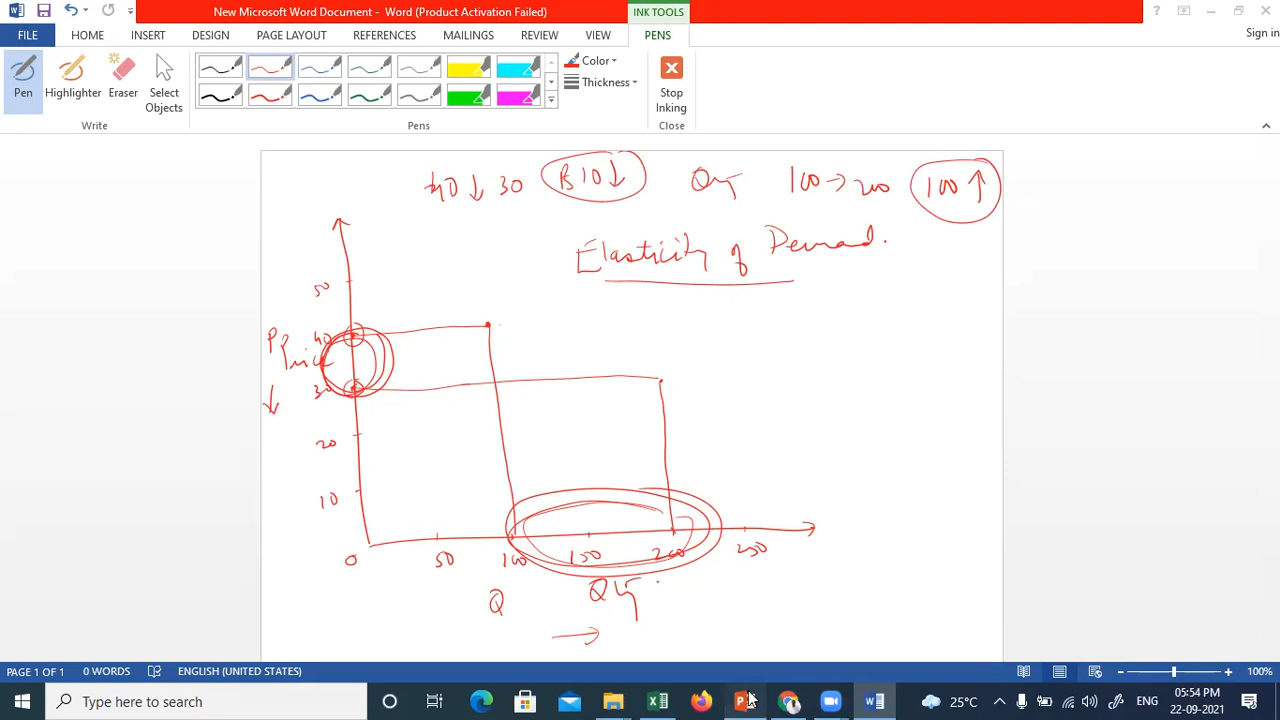 New Microsoft Word Document - Word (Product Activation Failed)
INK TOOLS
FILE HOME INSERT DESIGN PAGE LAYOUT REFERENCES MAILINGS REVIEW VIEW PENS
Sign in
Pen Highlighter Eraser Select Objects
Color
Thickness
Stop Inking
Write Pens Close
40 ↓ 30 10 ↓ Qty 100 → 200 100 ↑
Elasticity of Demand.
50
P 40
Price
30
↓
20
10
0 50 100 150 200 250
Q Qty
→
PAGE 1 OF 1 0 WORDS ENGLISH (UNITED STATES) 100%
Type here to search
25°C ENG 05:54 PM 22-09-2021